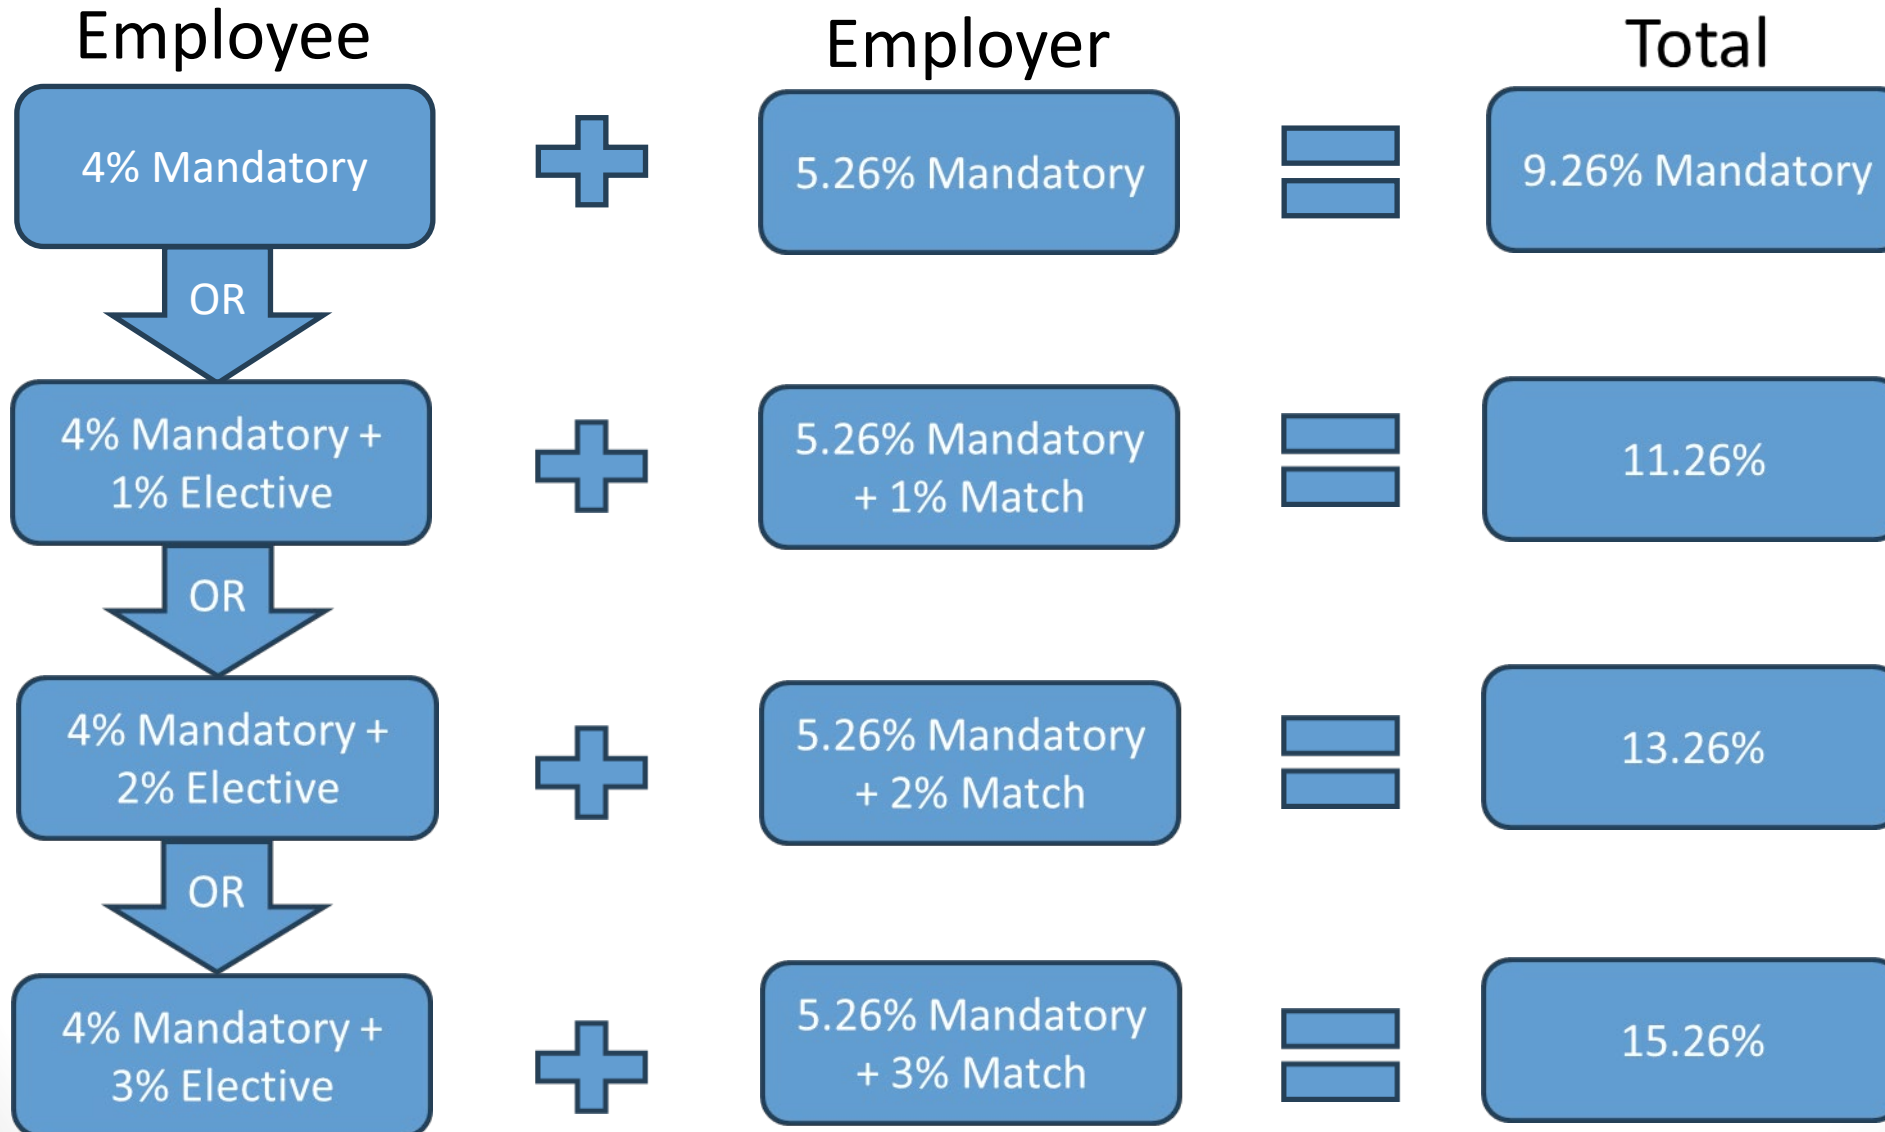 Employee
Employer
Total
4% Mandatory
5.26% Mandatory
9.26% Mandatory
OR
4% Mandatory +
1% Elective
5.26% Mandatory
+ 1% Match
11.26%
OR
4% Mandatory +
2% Elective
5.26% Mandatory
+ 2% Match
13.26%
OR
4% Mandatory +
3% Elective
5.26% Mandatory
+ 3% Match
15.26%